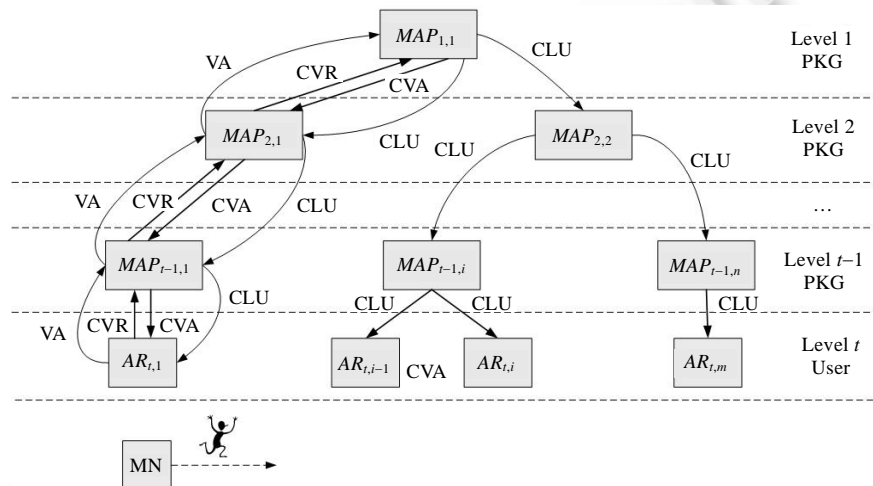 MAP1,1
Level 1
PKG
VA
CLU
CVR
CVA
MAP2,1
CLU
MAP2,2
Level 2
PKG
CLU
CLU
VA
CVR
CVA
CLU
…
MAPt−1,1
MAPt−1,i
MAPt−1,n
Level t−1
PKG
CLU
CLU
CLU
CLU
VA
CVR
CVA
ARt,1
ARt,i−1
CVA
ARt,i
ARt,m
Level t
User
MN